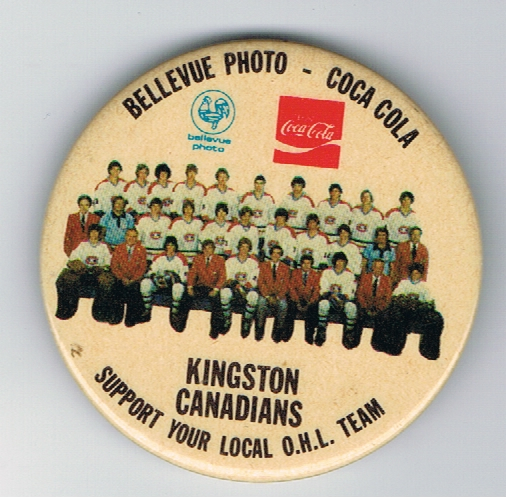 BELLEVUE PHOTO - COCA COLA
bellevue
photo
Coca-Cola
KINGSTON
CANADIANS
SUPPORT YOUR LOCAL O.H.L. TEAM